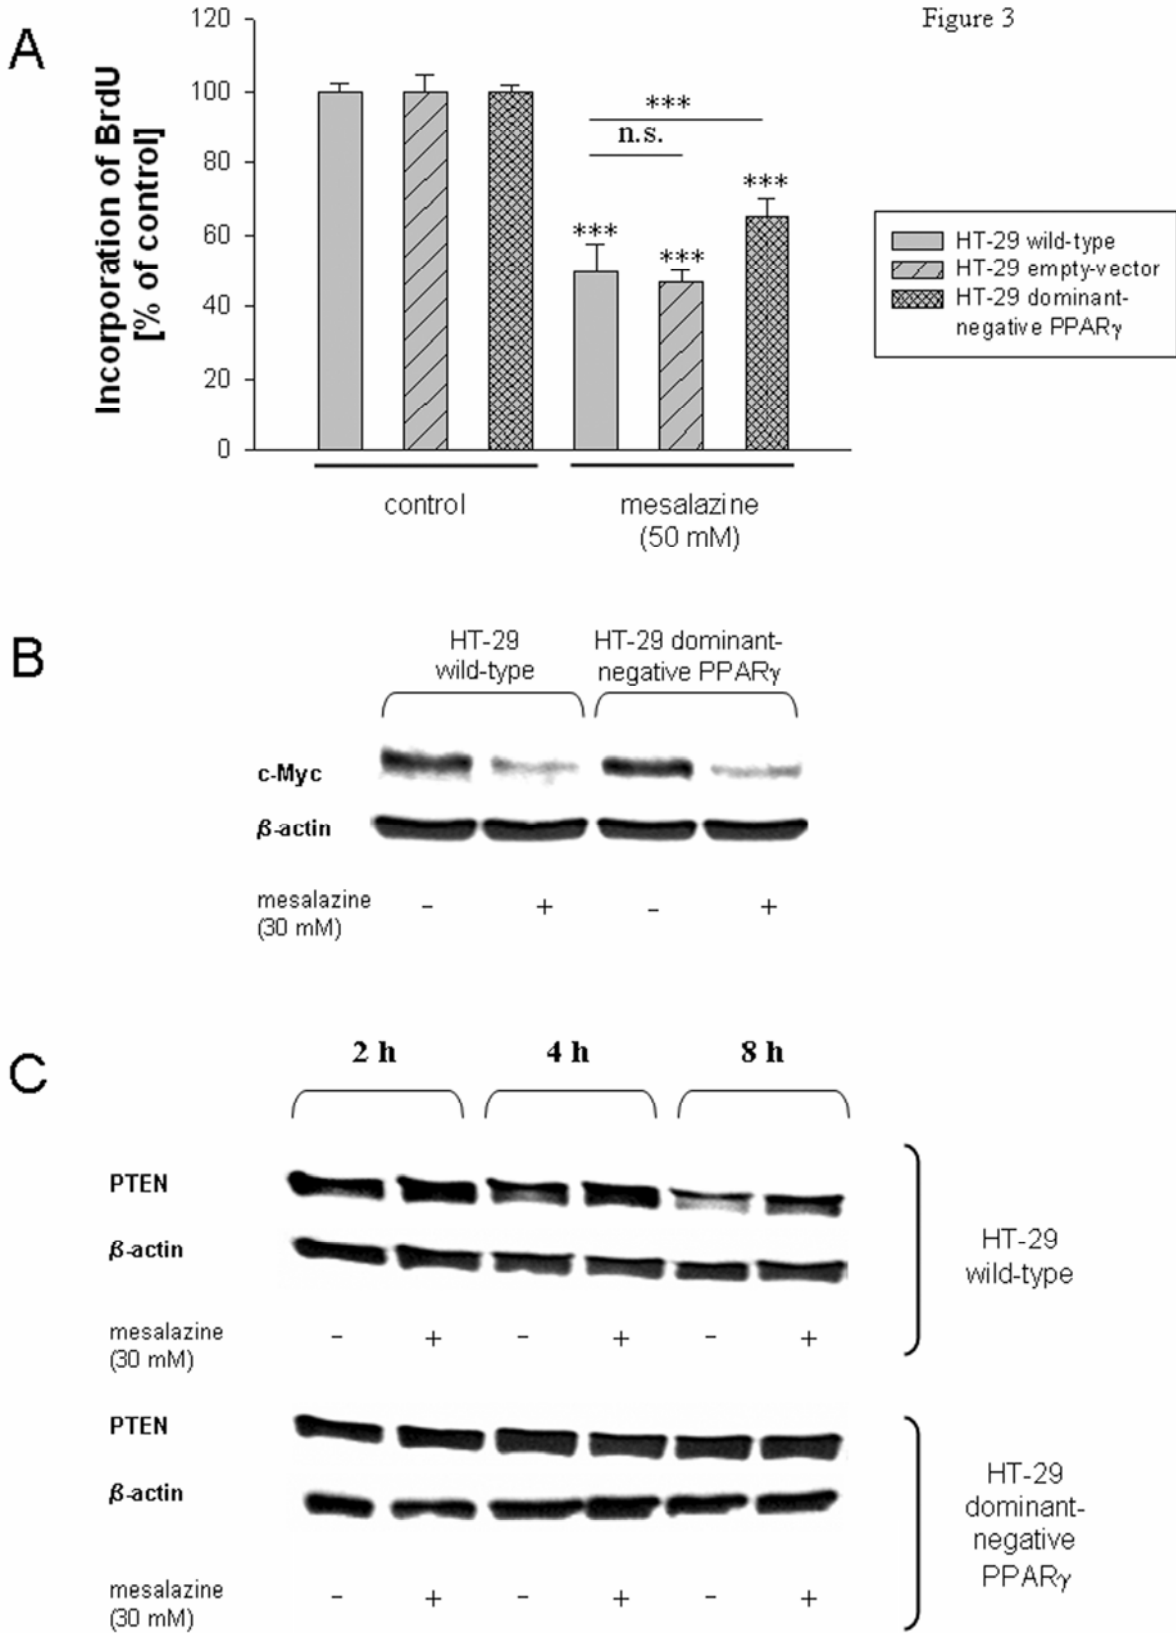 Figure 3
A
Incorporation of BrdU
[% of control]
120
100
80
60
40
20
0
***
n.s.
***
***
***
control
mesalazine
(50 mM)
HT-29 wild-type
HT-29 empty-vector
HT-29 dominant-
negative PPARγ
B
HT-29
wild-type
HT-29 dominant-
negative PPARγ
c-Myc
ß-actin
mesalazine
(30 mM)
- + - +
C
2 h 4 h 8 h
PTEN
ß-actin
mesalazine
(30 mM)
- + - + - +
HT-29
wild-type
PTEN
ß-actin
mesalazine
(30 mM)
- + - + - +
HT-29
dominant-
negative
PPARγ